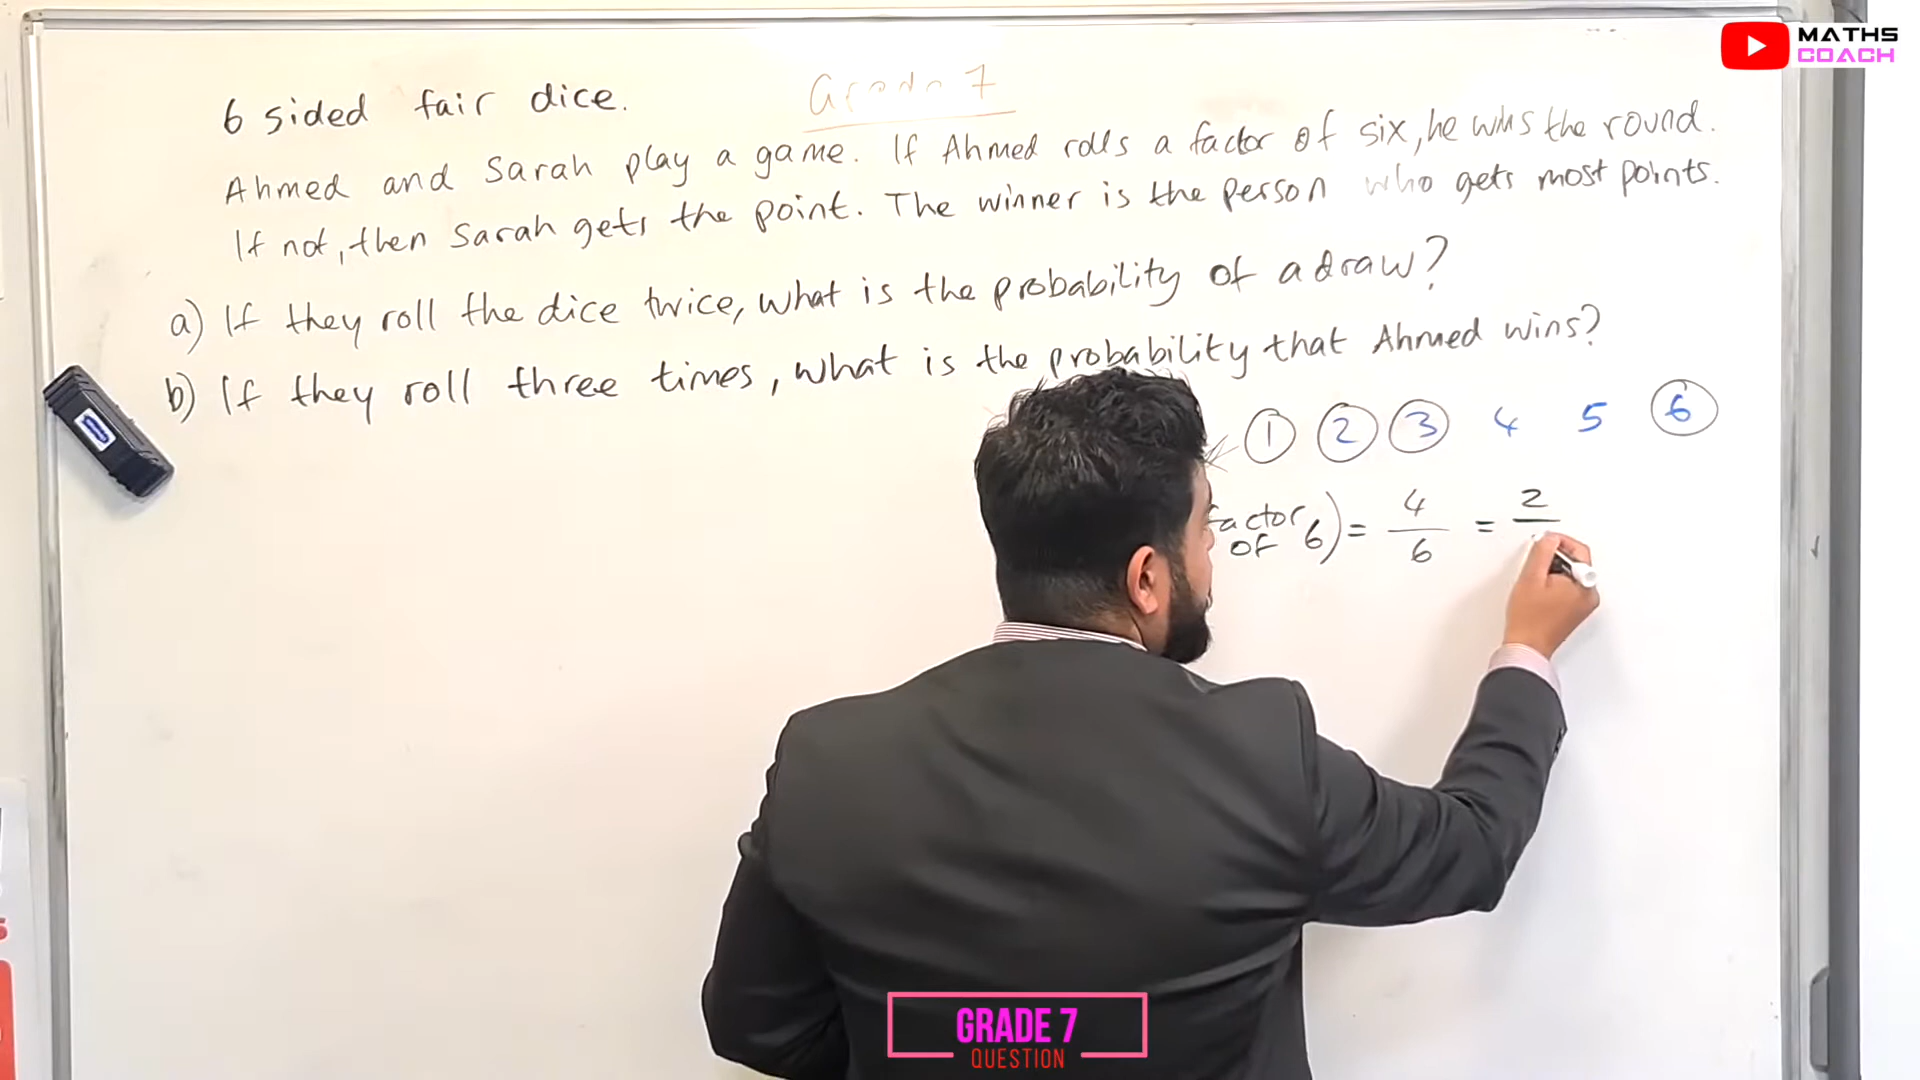 MATHS
COACH
Grade 7
6 sided fair dice.
Ahmed and Sarah play a game. If Ahmed rolls a factor of six, he wins the round.
If not, then Sarah gets the point. The winner is the person who gets most points.
a) If they roll the dice twice, what is the probability of a draw?
b) If they roll three times, what is the probability that Ahmed wins?
1 2 3 4 5 6
factor of 6) = 4/6 = 2/
GRADE 7
QUESTION